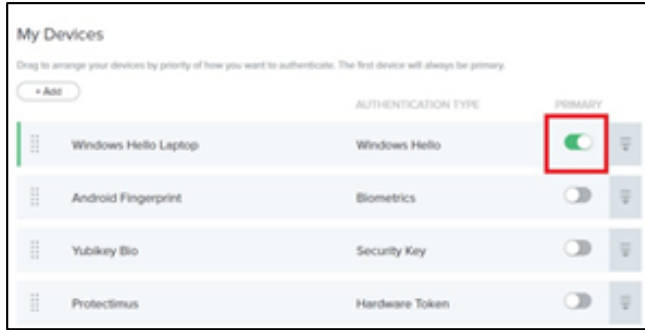 My Devices
Drag to arrange your devices by priority of how you want to authenticate. The first device will always be primary.
+ Add
AUTHENTICATION TYPE PRIMARY
Windows Hello Laptop Windows Hello
Android Fingerprint Biometrics
Yubikey Bio Security Key
Protectimus Hardware Token